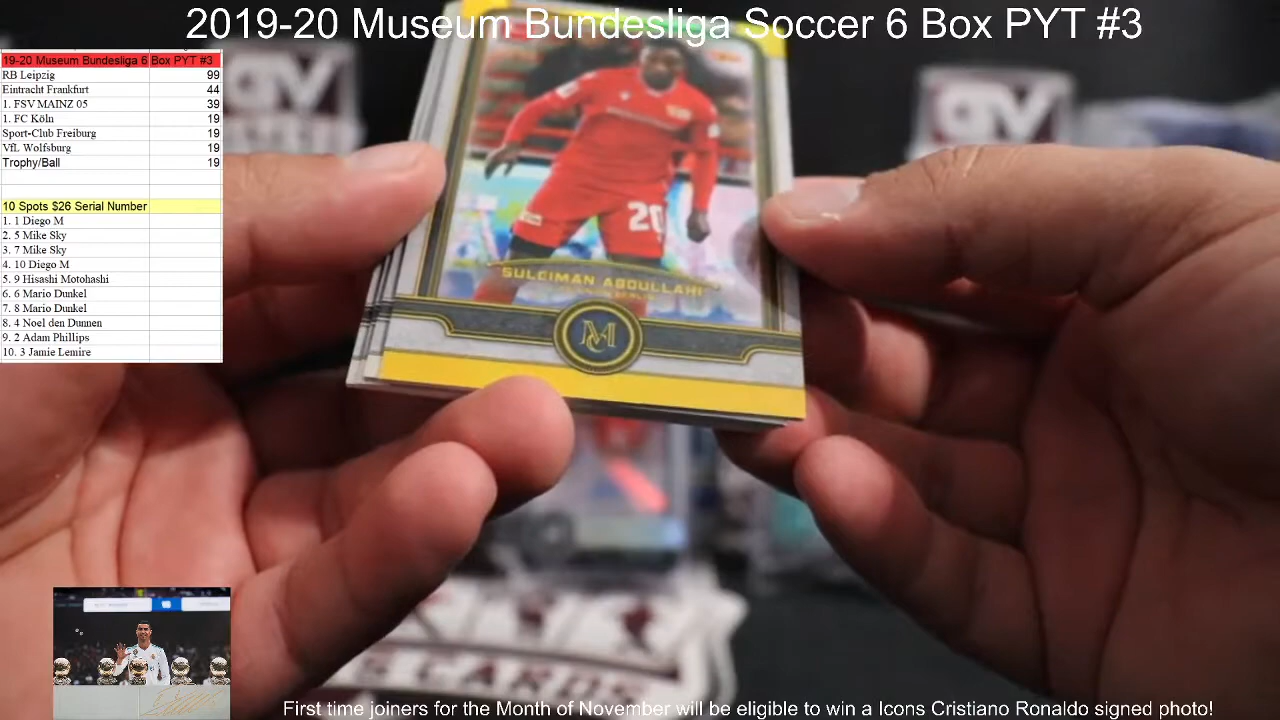 2019-20 Museum Bundesliga Soccer 6 Box PYT #3
19-20 Museum Bundesliga 6 Box PYT #3
RB Leipzig 99
Eintracht Frankfurt 44
1. FSV MAINZ 05 39
1. FC Köln 19
Sport-Club Freiburg 19
VfL Wolfsburg 19
Trophy/Ball 19
10 Spots $26 Serial Number
1. 1 Diego M
2. 5 Mike Sky
3. 7 Mike Sky
4. 10 Diego M
5. 9 Hisashi Motohashi
6. 6 Mario Dunkel
7. 8 Mario Dunkel
8. 4 Noel den Dunnen
9. 2 Adam Phillips
10. 3 Jamie Lemire
GV
GV
20
SULEIMAN ABDULLAHI
MC
CARDS
First time joiners for the Month of November will be eligible to win a Icons Cristiano Ronaldo signed photo!